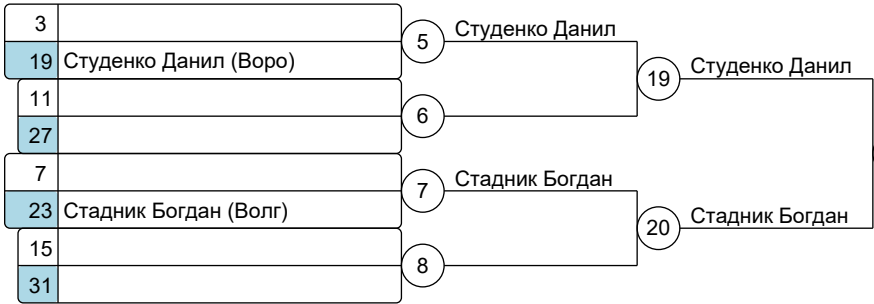 3
5 Студенко Данил
19 Студенко Данил (Воро)
19 Студенко Данил
11
6
27
7
7 Стадник Богдан
23 Стадник Богдан (Волг)
20 Стадник Богдан
15
8
31